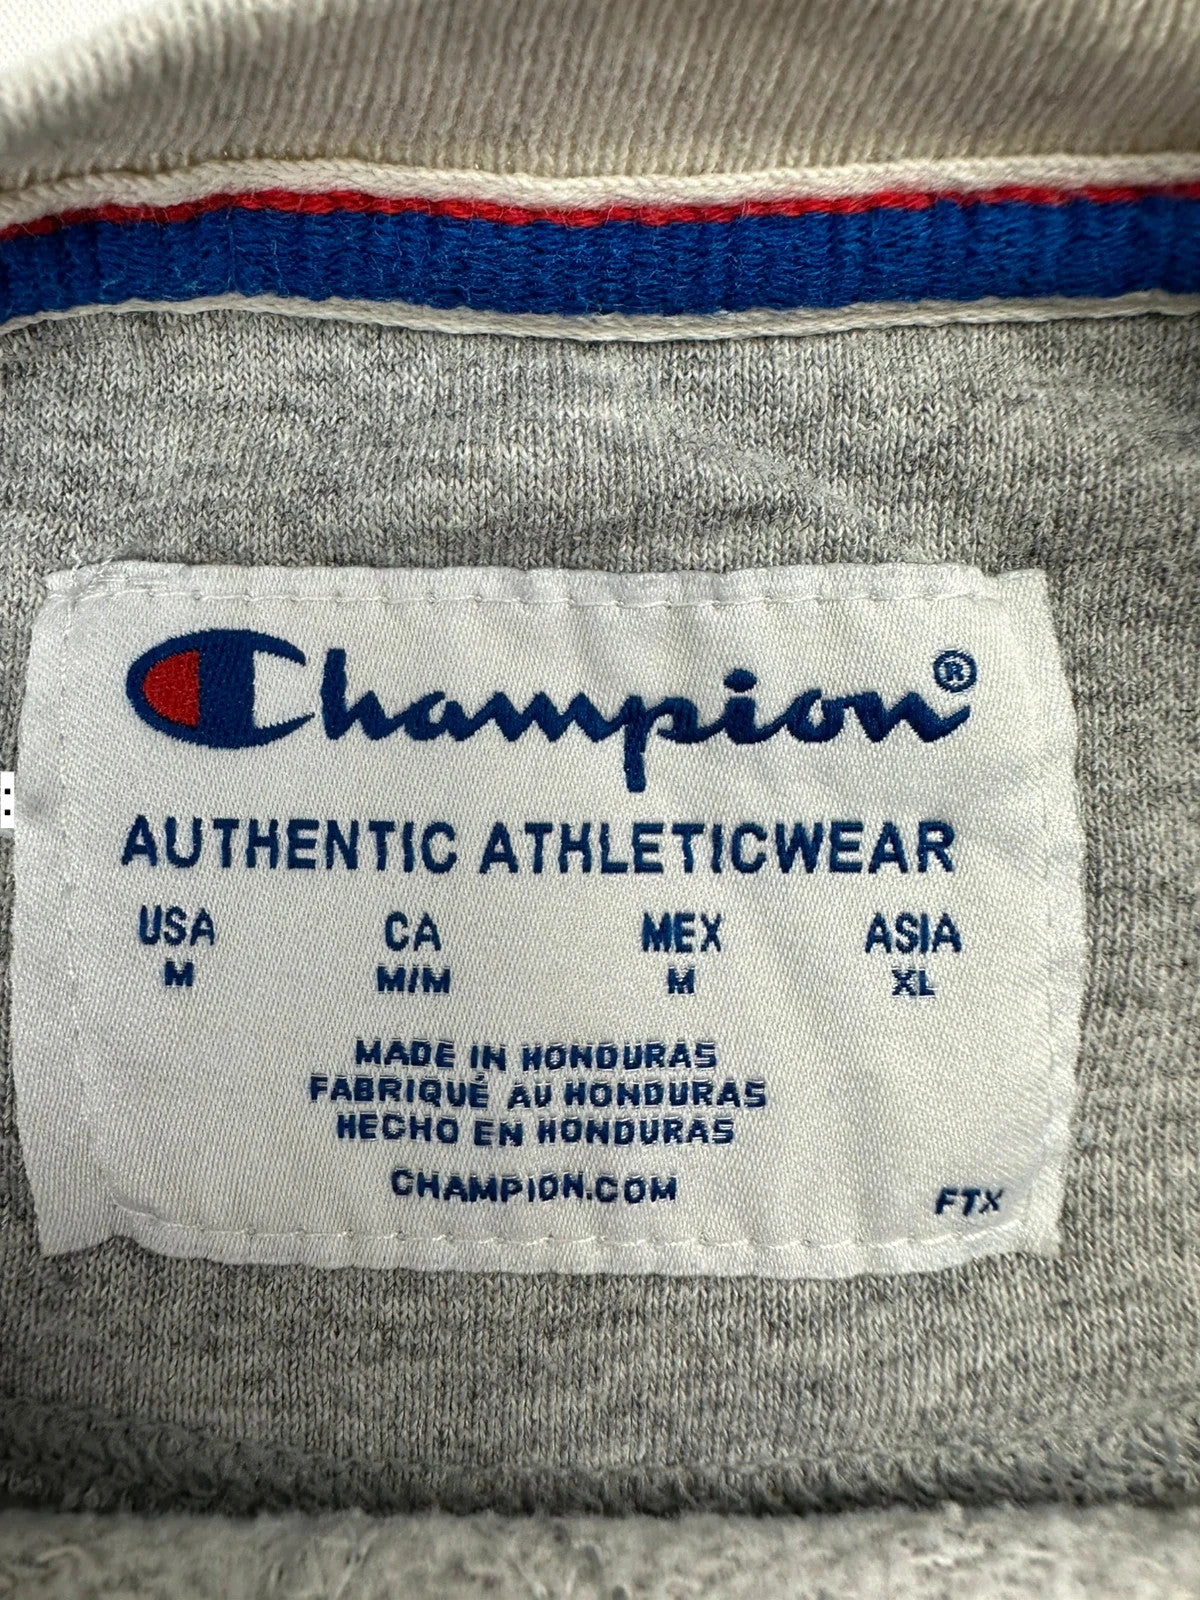 Champion®
AUTHENTIC ATHLETICWEAR
USA CA MEX ASIA
M M/M M XL
MADE IN HONDURAS
FABRIQUÉ AU HONDURAS
HECHO EN HONDURAS
CHAMPION.COM
FTX